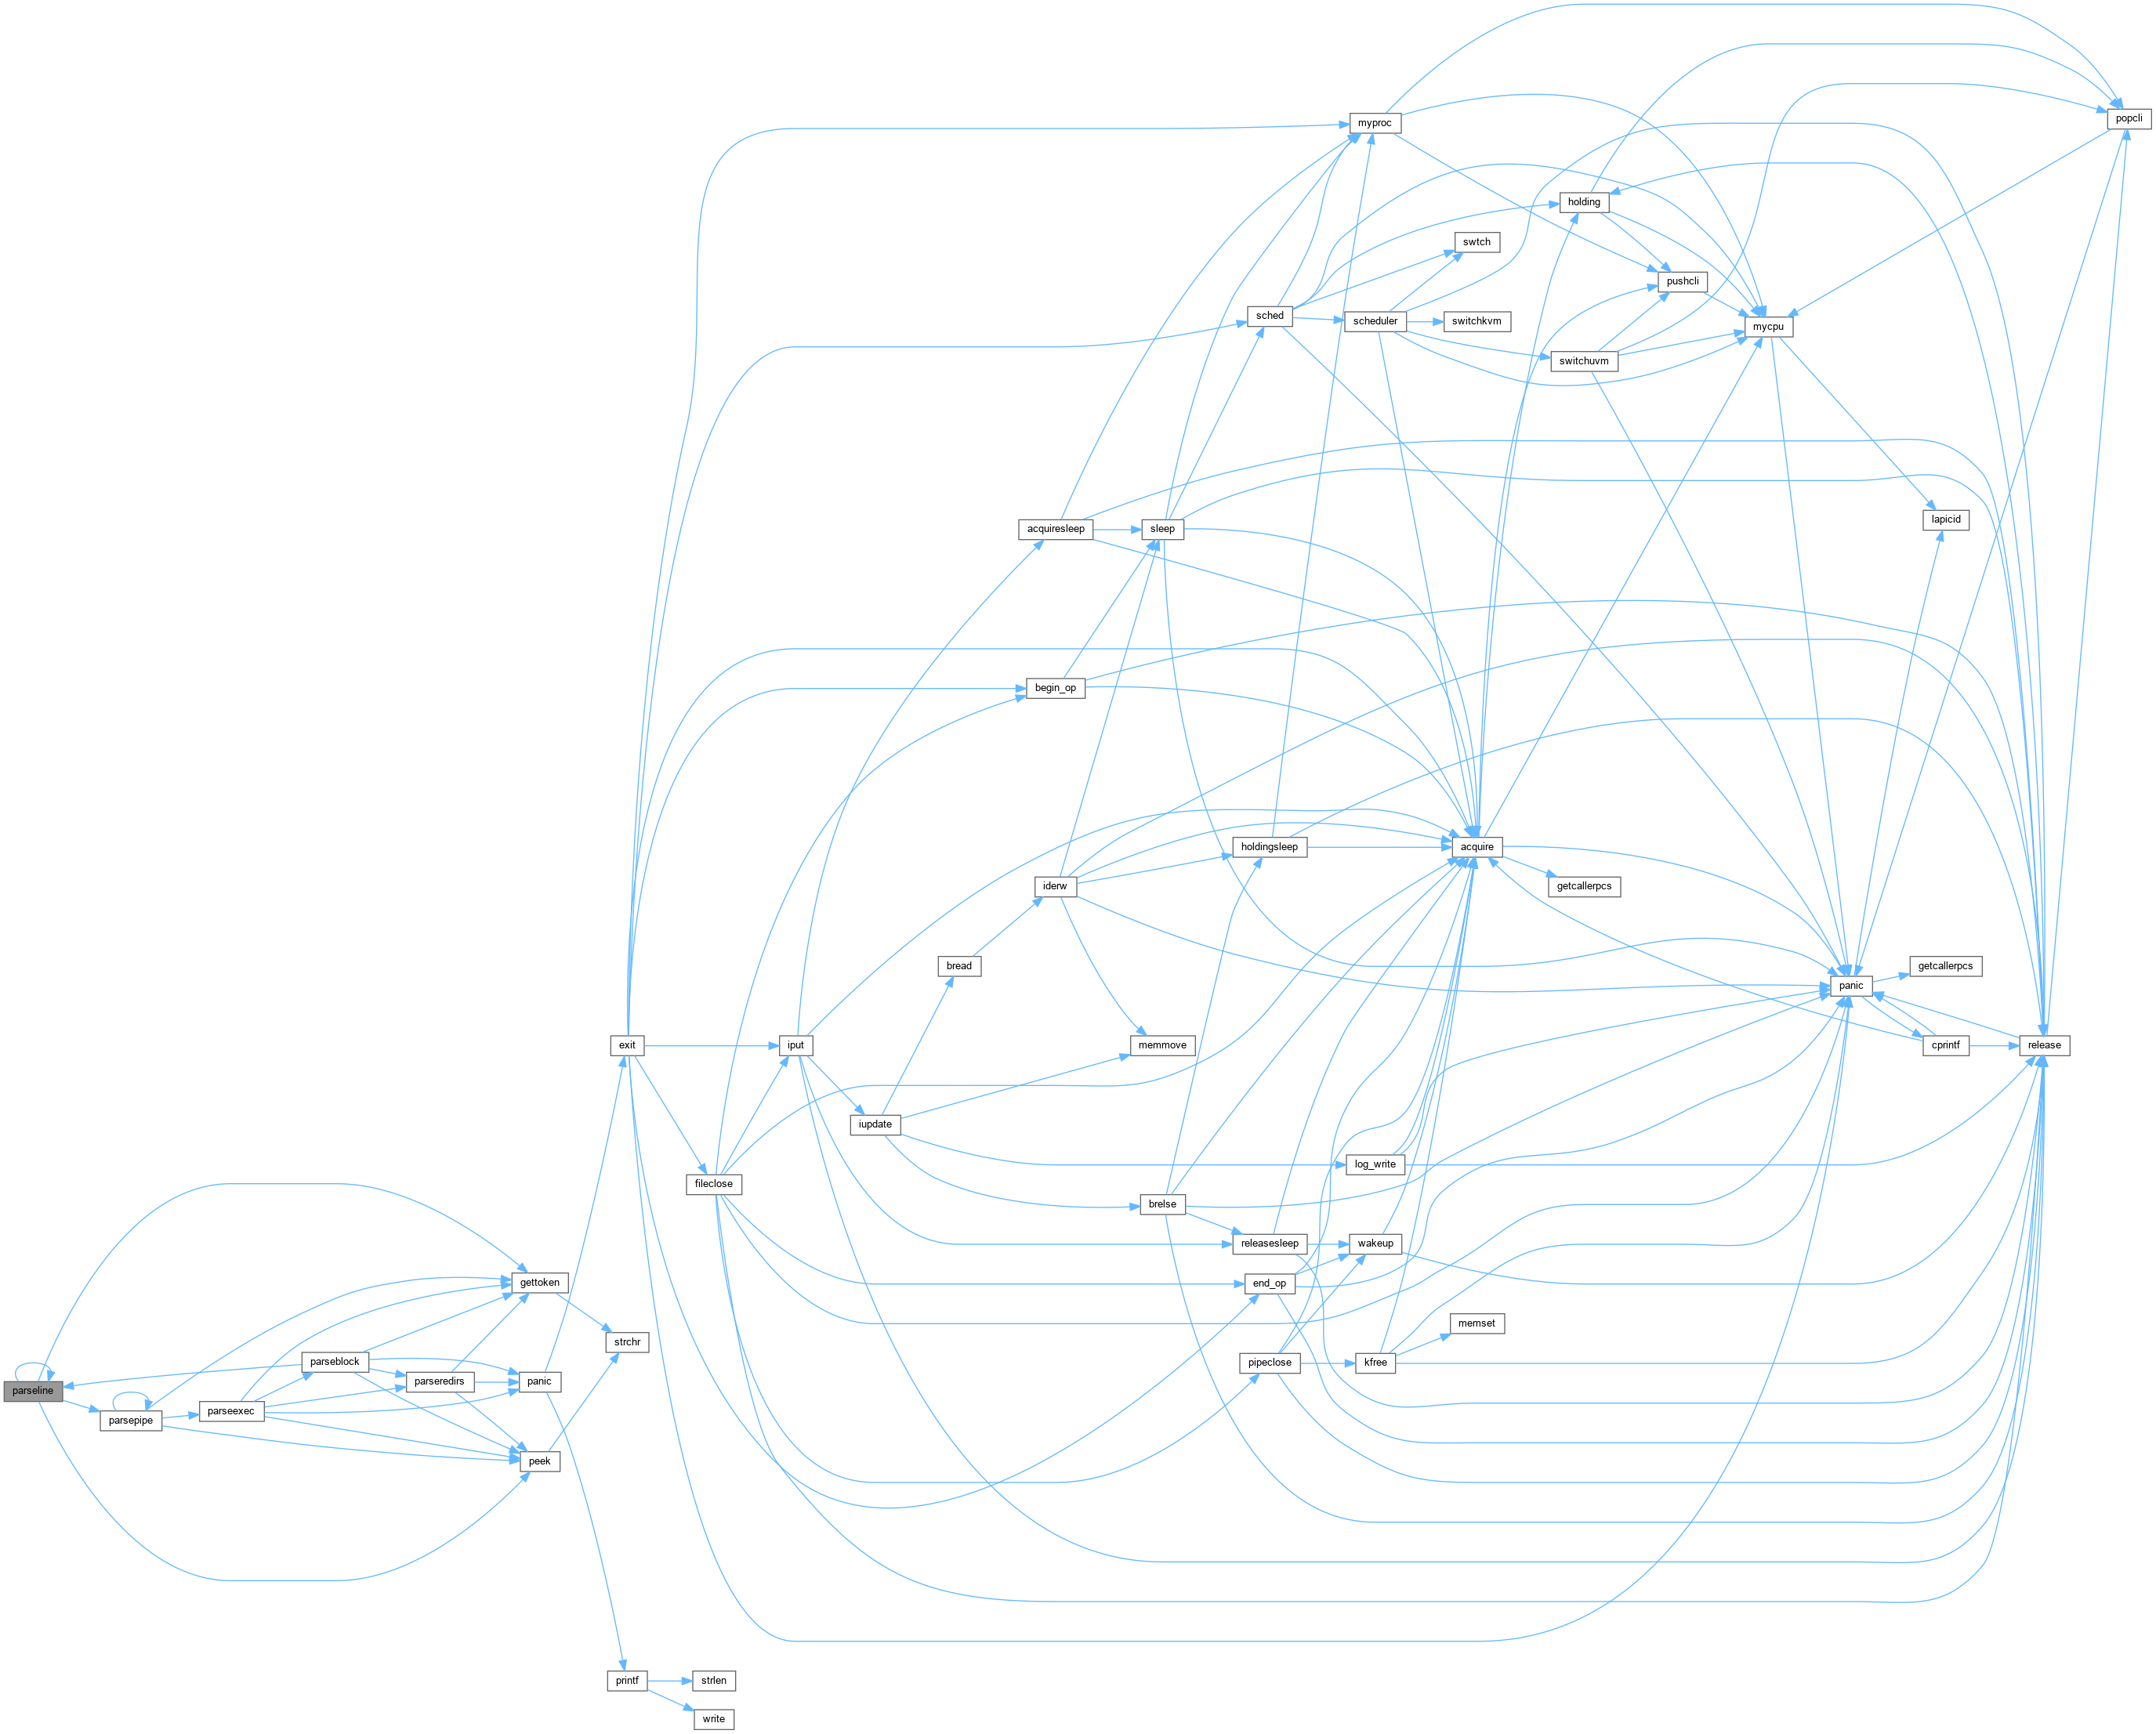 popcli
myproc
holding
swtch
pushcli
sched
scheduler
switchkvm
mycpu
switchuvm
acquiresleep
sleep
lapicid
begin_op
holdingsleep
acquire
iderw
getcallerpcs
bread
getcallerpcs
panic
exit
iput
memmove
cprintf
release
iupdate
log_write
fileclose
brelse
releasesleep
wakeup
gettoken
end_op
memset
strchr
parseblock
pipeclose
kfree
parseline
parseredirs
panic
parsepipe
parseexec
peek
printf
strlen
write